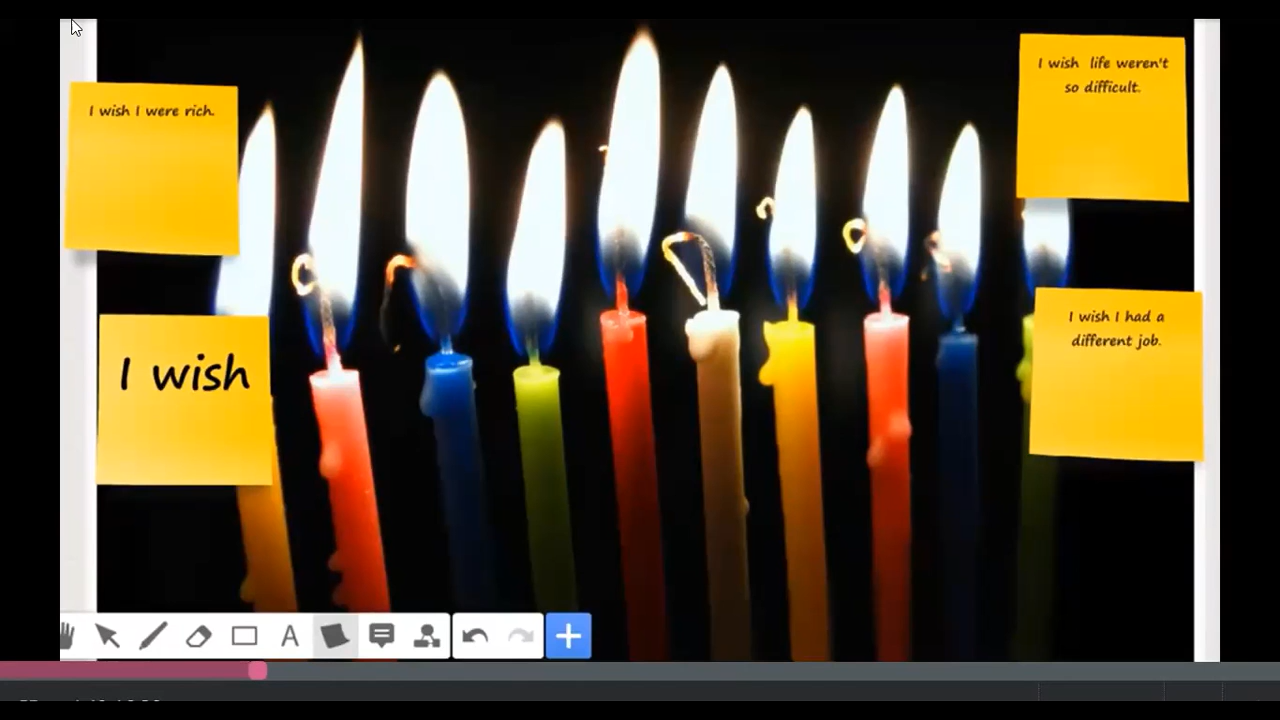 I wish I were rich.
I wish
I wish life weren't
so difficult.
I wish I had a
different job.
A